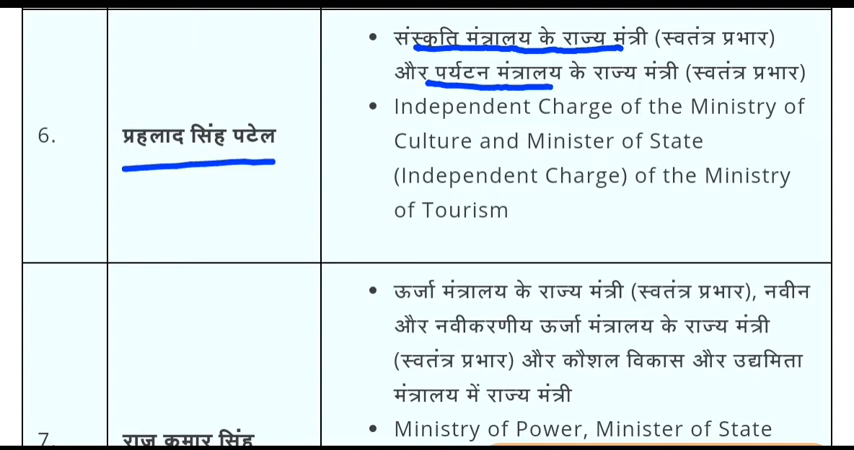 6.
प्रहलाद सिंह पटेल
• संस्कृति मंत्रालय के राज्य मंत्री (स्वतंत्र प्रभार)
और पर्यटन मंत्रालय के राज्य मंत्री (स्वतंत्र प्रभार)
• Independent Charge of the Ministry of
Culture and Minister of State
(Independent Charge) of the Ministry
of Tourism
7.
राज कुमार सिंह
• ऊर्जा मंत्रालय के राज्य मंत्री (स्वतंत्र प्रभार), नवीन
और नवीकरणीय ऊर्जा मंत्रालय के राज्य मंत्री
(स्वतंत्र प्रभार) और कौशल विकास और उद्यमिता
मंत्रालय में राज्य मंत्री
• Ministry of Power, Minister of State